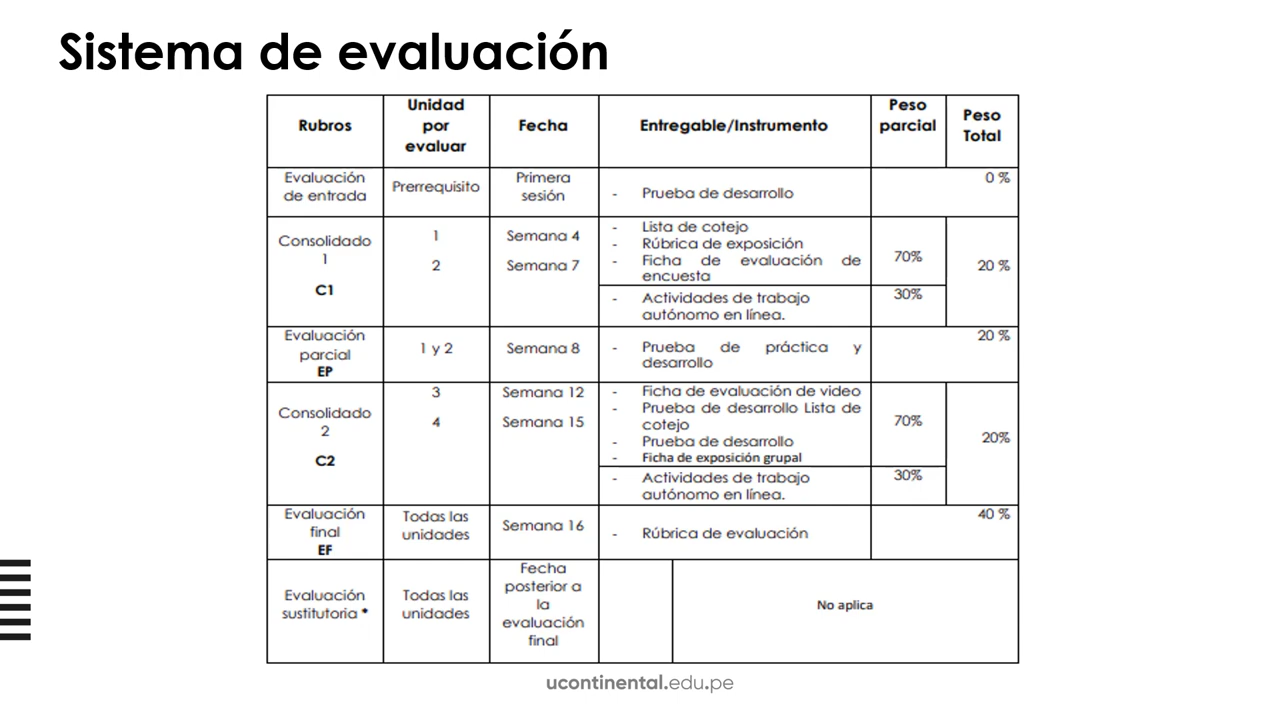 Sistema de evaluación
Rubros
Unidad
por
evaluar
Fecha
Entregable/Instrumento
Peso
parcial
Peso
Total
Evaluación
de entrada
Prerrequisito
Primera
sesión
- Prueba de desarrollo
0 %
Consolidado
1
C1
1
2
Semana 4
Semana 7
- Lista de cotejo
- Rúbrica de exposición
- Ficha de evaluación de
encuesta
70%
20 %
- Actividades de trabajo
autónomo en línea.
30%
Evaluación
parcial
EP
1 y 2
Semana 8
- Prueba de práctica y
desarrollo
20 %
Consolidado
2
C2
3
4
Semana 12
Semana 15
- Ficha de evaluación de video
- Prueba de desarrollo Lista de
cotejo
- Prueba de desarrollo
- Ficha de exposición grupal
70%
20%
- Actividades de trabajo
autónomo en línea.
30%
Evaluación
final
EF
Todas las
unidades
Semana 16
- Rúbrica de evaluación
40 %
Evaluación
sustitutoria *
Todas las
unidades
Fecha
posterior a
la
evaluación
final
No aplica
ucontinental.edu.pe